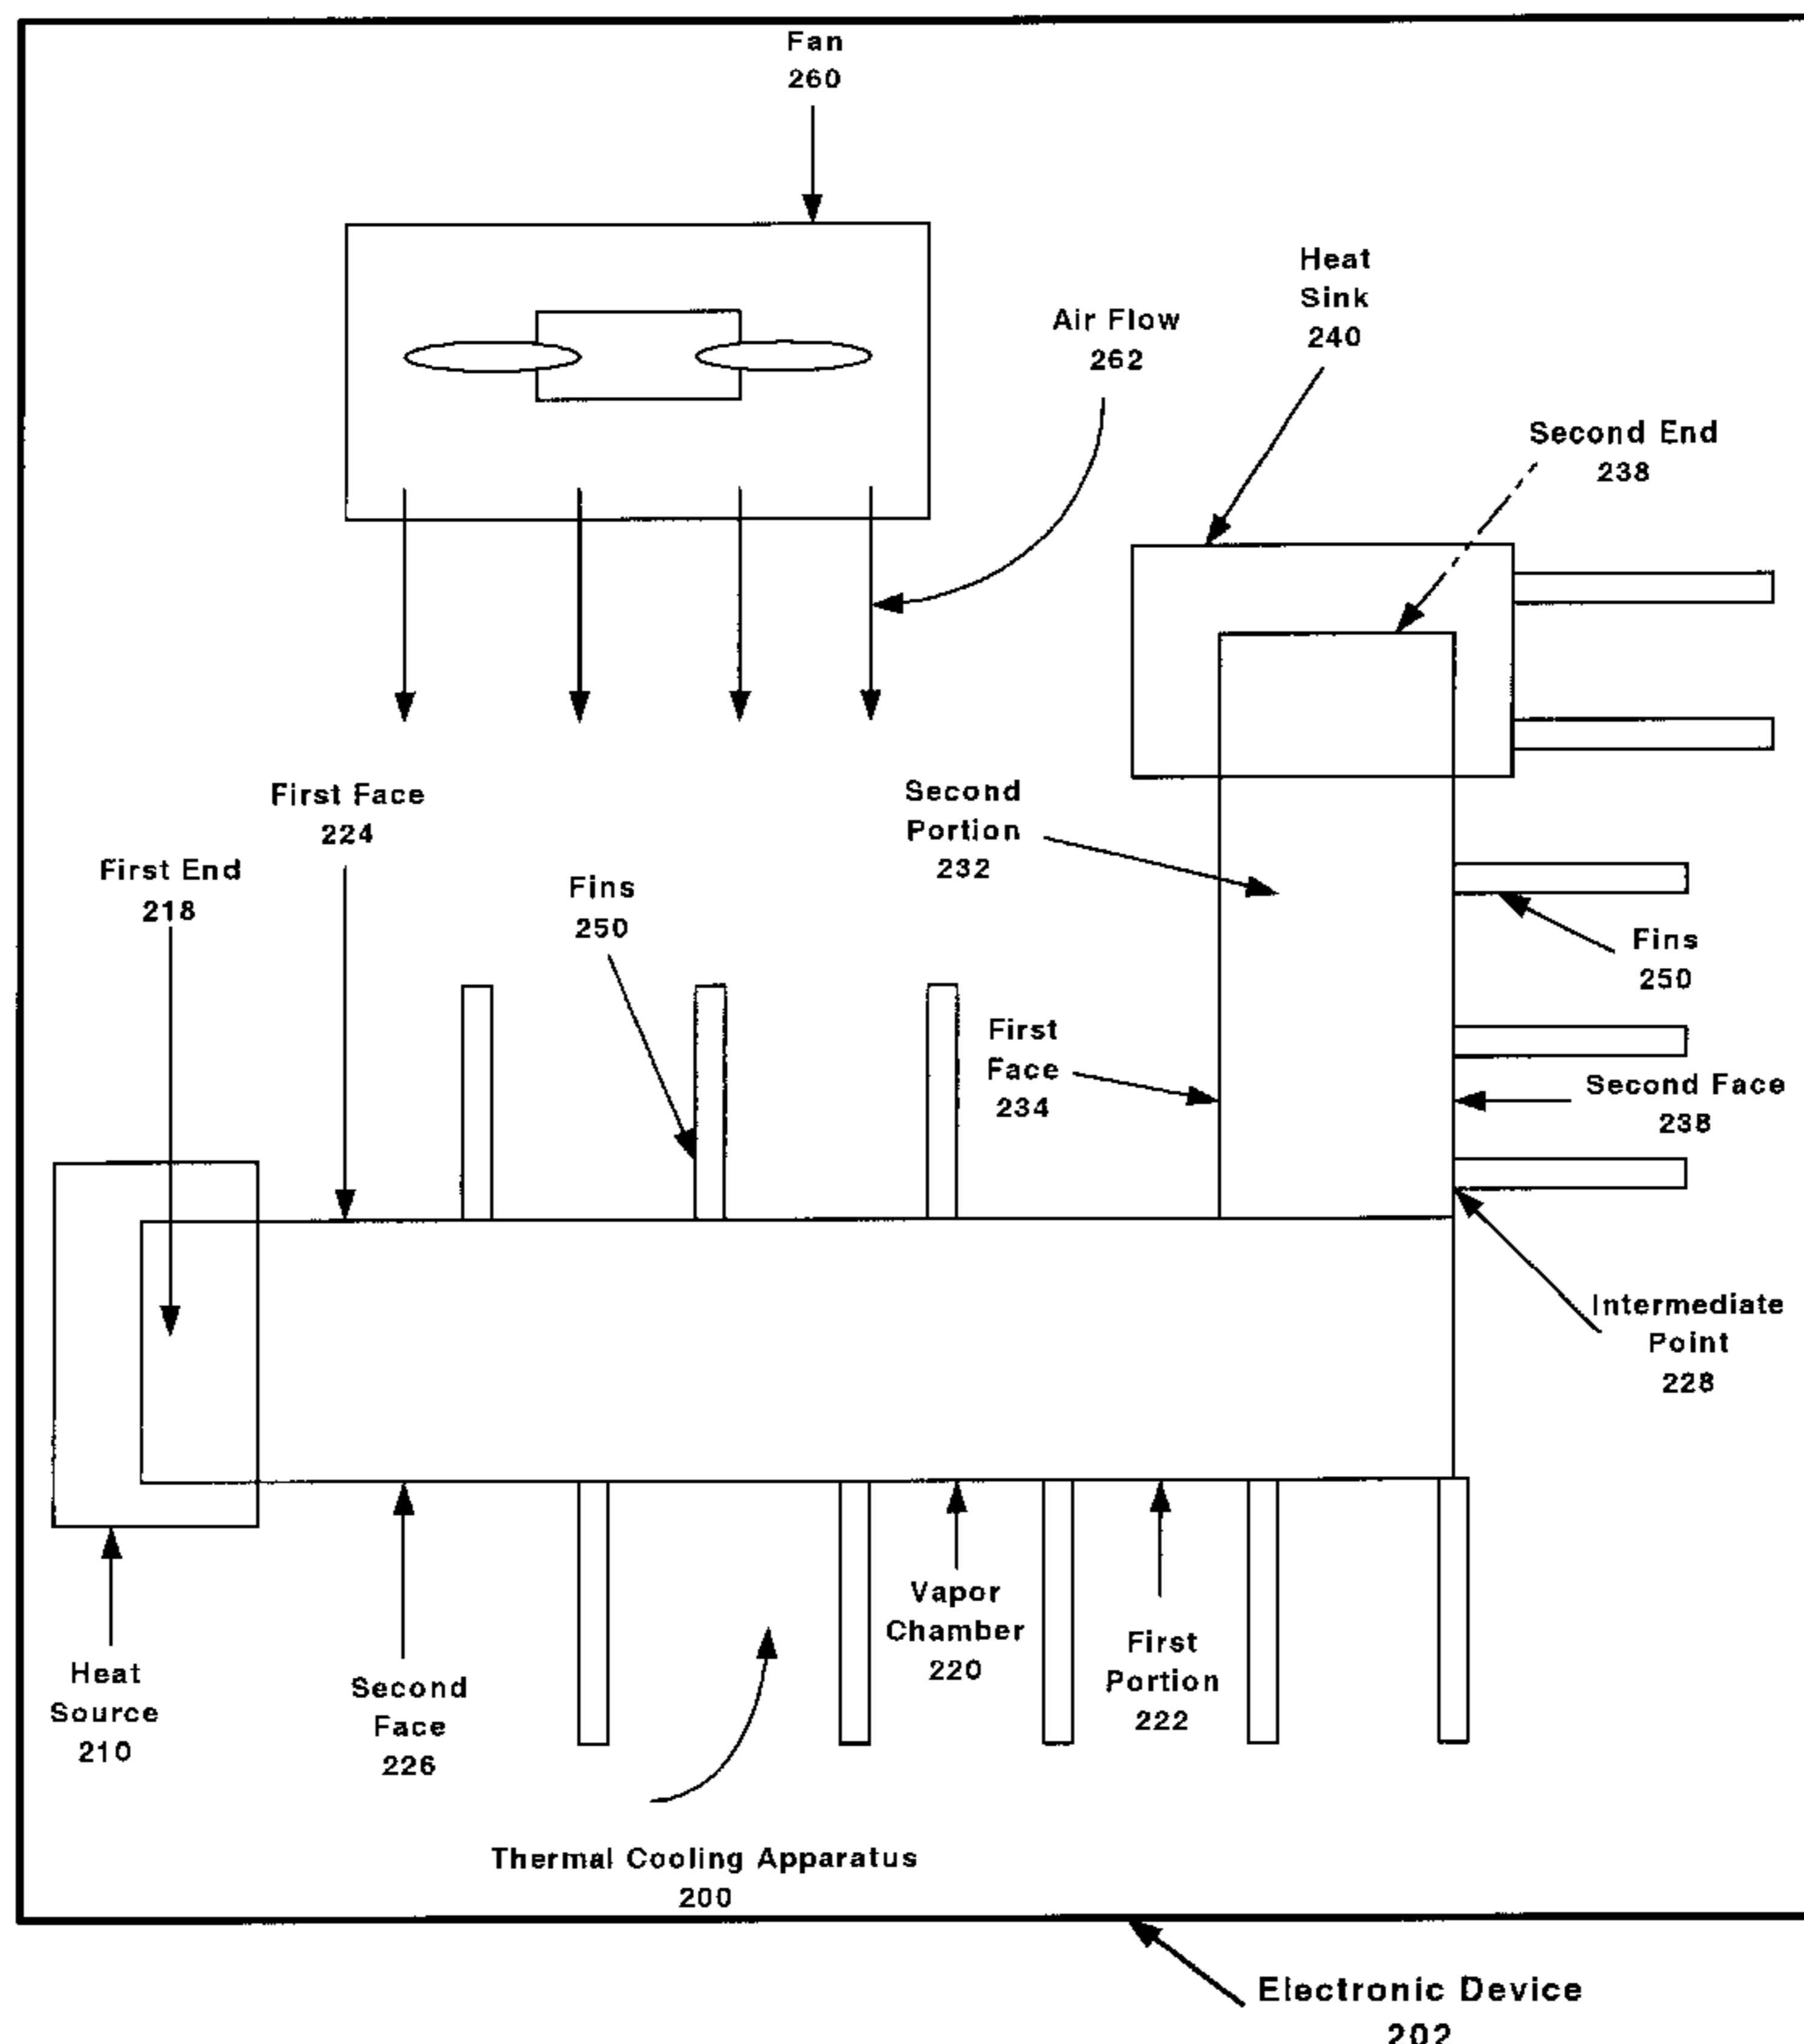 Fan
260
Heat
Sink
240
Air Flow
262
Second End
238
First Face
224
Second
Portion
232
First End
218
Fins
250
Fins
250
First
Face
234
Second Face
238
Intermediate
Point
228
Vapor
Chamber
220
First
Portion
222
Heat
Source
210
Second
Face
226
Thermal Cooling Apparatus
200
Electronic Device
202